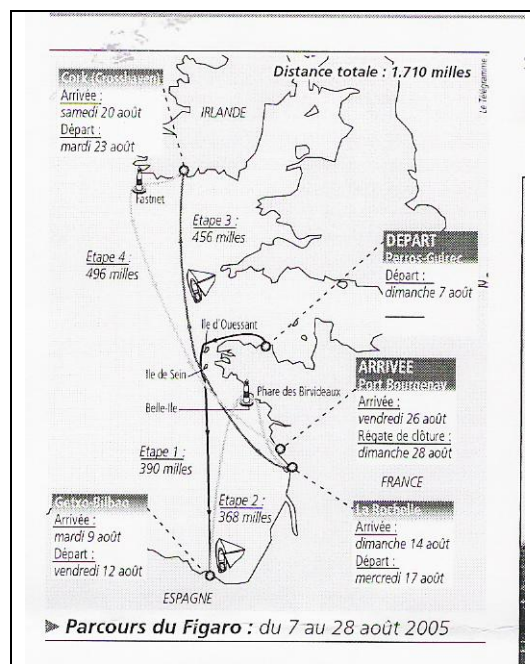 Distance totale : 1.710 milles
Le Télégramme
Cork (Crosshaven)
Arrivée :
samedi 20 août
Départ :
mardi 23 août
IRLANDE
Fastnet
Etape 3 :
456 milles
Etape 4 :
496 milles
DEPART
Perros-Guirec
Départ :
dimanche 7 août
Ile d'Ouessant
Ile de Sein
Phare des Birvideaux
Belle-Ile
ARRIVÉE
Port Bourgenay
Arrivée :
vendredi 26 août
Régate de clôture :
dimanche 28 août
Etape 1 :
390 milles
FRANCE
Etape 2 :
368 milles
Getxo-Bilbao
Arrivée :
mardi 9 août
Départ :
vendredi 12 août
La Rochelle
Arrivée :
dimanche 14 août
Départ :
mercredi 17 août
ESPAGNE
Parcours du Figaro : du 7 au 28 août 2005